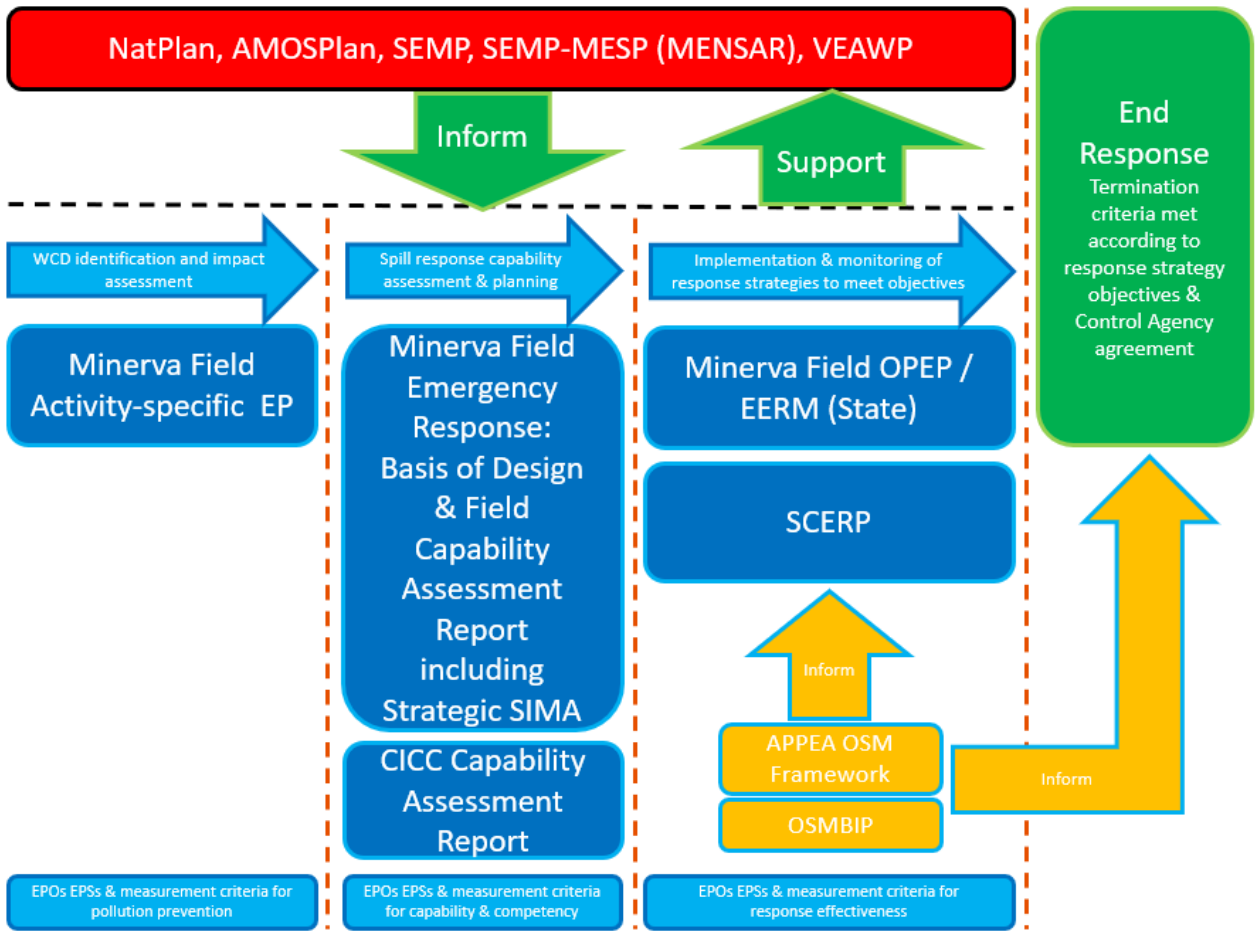 NatPlan, AMOSPlan, SEMP, SEMP-MESP (MENSAR), VEAWP
Inform
Support
End
Response
Termination
criteria met
according to
response strategy
objectives &
Control Agency
agreement
WCD identification and impact
assessment
Spill response capability
assessment & planning
Implementation & monitoring of
response strategies to meet objectives
Minerva Field
Activity-specific EP
Minerva Field
Emergency
Response:
Basis of Design
& Field
Capability
Assessment
Report
including
Strategic SIMA
CICC Capability
Assessment
Report
Minerva Field OPEP /
EERM (State)
SCERP
Inform
APPEA OSM
Framework
OSMBIP
Inform
EPOs EPSs & measurement criteria for
pollution prevention
EPOs EPSs & measurement criteria
for capability & competency
EPOs EPSs & measurement criteria for
response effectiveness